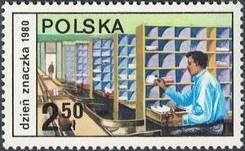 POLSKA
dzień znaczka 1980
2.50
zł